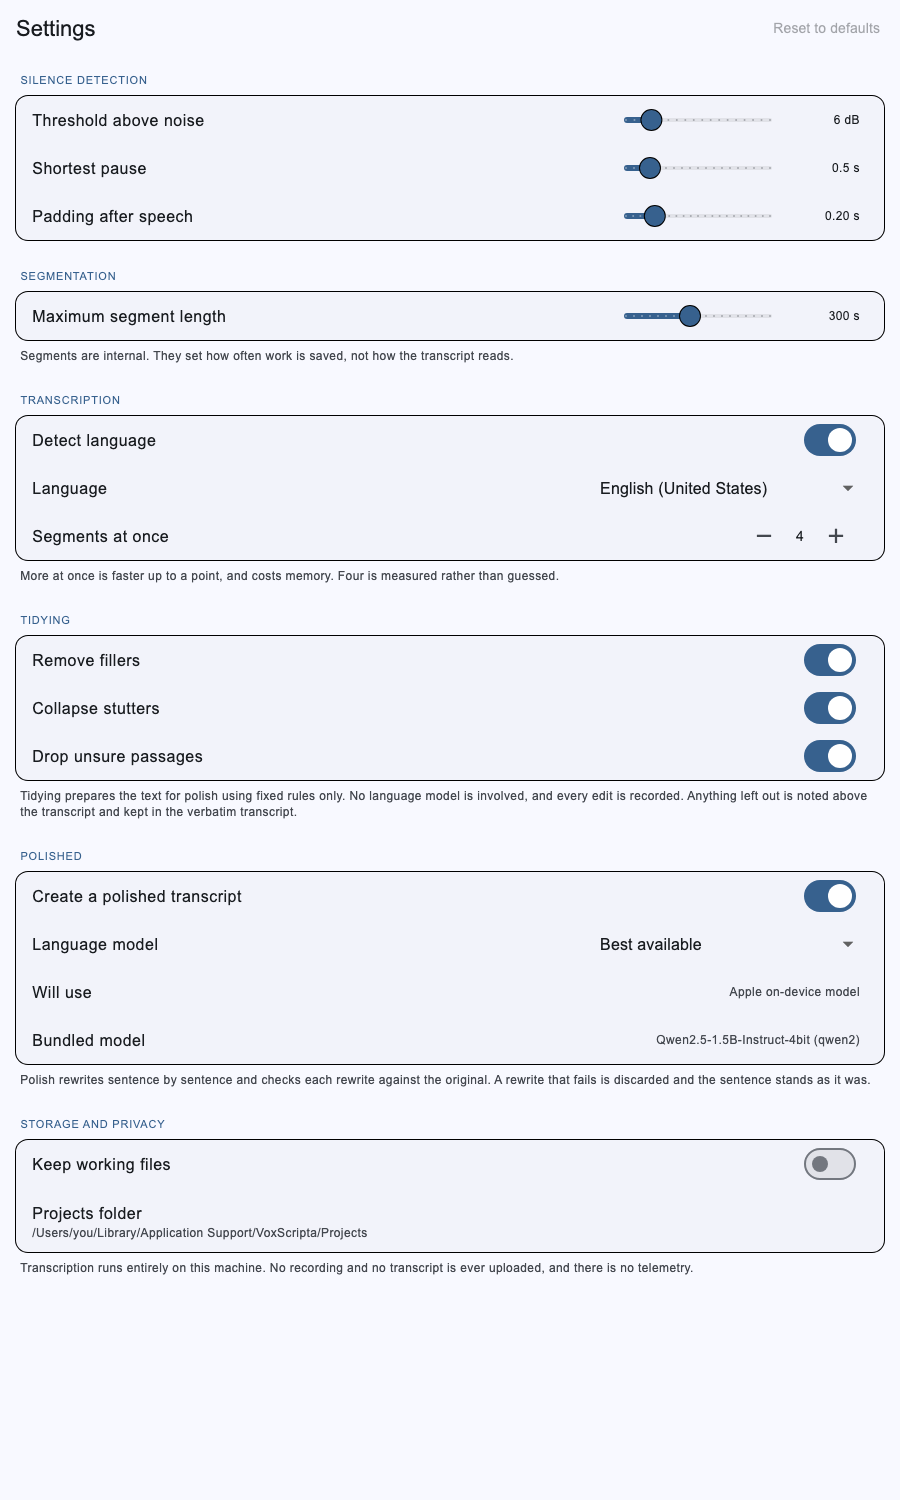 Settings
Reset to defaults
SILENCE DETECTION
Threshold above noise
6 dB
Shortest pause
0.5 s
Padding after speech
0.20 s
SEGMENTATION
Maximum segment length
300 s
Segments are internal. They set how often work is saved, not how the transcript reads.
TRANSCRIPTION
Detect language
Language
English (United States)
Segments at once
4
More at once is faster up to a point, and costs memory. Four is measured rather than guessed.
TIDYING
Remove fillers
Collapse stutters
Drop unsure passages
Tidying prepares the text for polish using fixed rules only. No language model is involved, and every edit is recorded. Anything left out is noted above
the transcript and kept in the verbatim transcript.
POLISHED
Create a polished transcript
Language model
Best available
Will use
Apple on-device model
Bundled model
Qwen2.5-1.5B-Instruct-4bit (qwen2)
Polish rewrites sentence by sentence and checks each rewrite against the original. A rewrite that fails is discarded and the sentence stands as it was.
STORAGE AND PRIVACY
Keep working files
Projects folder
/Users/you/Library/Application Support/VoxScripta/Projects
Transcription runs entirely on this machine. No recording and no transcript is ever uploaded, and there is no telemetry.